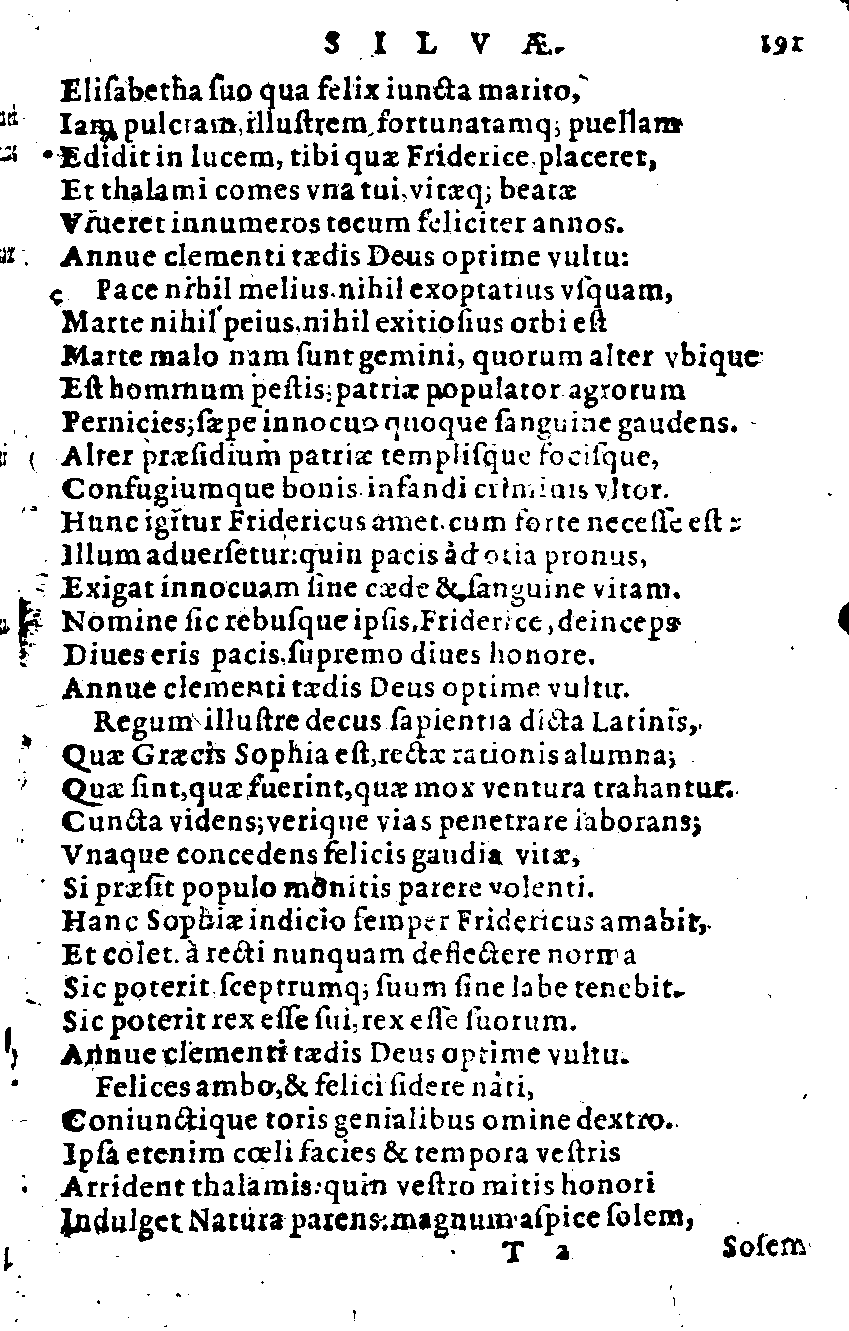 SILVÆ. 191
Eliſabetha ſuo qua felix iuncta marito,
Iam pulcram, illuſtrem, fortunatamq; puellam
Edidit in lucem, tibi quæ Friderice placeret,
Et thalami comes vna tui, vitæq; beatæ
Viueret innumeros tecum feliciter annos.
Annue clementi tædis Deus optime vultu:
Pace nihil melius, nihil exoptatius vſquam,
Marte nihil peius, nihil exitioſius orbi eſt
Marte malo nam ſunt gemini, quorum alter vbique
Eſt hominum peſtis; patriæ populator agrorum
Pernicies; ſæpe innocuo quoque ſanguine gaudens.
Alter præſidium patriæ templiſque fociſque,
Confugiumque bonis infandi criminis vltor.
Hunc igitur Fridericus amet. cum forte neceſſe eſt:
Illum aduerſetur: quin pacis ad otia pronus,
Exigat innocuam ſine cæde & ſanguine vitam.
Nomine ſic rebuſque ipſis, Friderice, deinceps
Diues eris pacis, ſupremo diues honore.
Annue clementi tædis Deus optime vultu.
Regum illuſtre decus ſapientia dicta Latinis,
Quæ Græcis Sophia eſt, rectæ rationis alumna;
Quæ ſint, quæ fuerint, quæ mox ventura trahantur.
Cuncta videns; verique vias penetrare laborans;
Vnaque concedens felicis gaudia vitæ,
Si præſit populo monitis parere volenti.
Hanc Sophiæ indicio ſemper Fridericus amabit,
Et colet. à recti nunquam deflectere norma
Sic poterit ſceptrumq; ſuum ſine labe tenebit.
Sic poterit rex eſſe ſui, rex eſſe ſuorum.
Annue clementi tædis Deus optime vultu.
Felices ambo, & felici ſidere nati,
Coniunctique toris genialibus omine dextro.
Ipſa etenim cœli facies & tempora veſtris
Arrident thalamis: quin veſtro mitis honori
Indulget Natura parens: magnum aſpice ſolem,
T 2 Solem